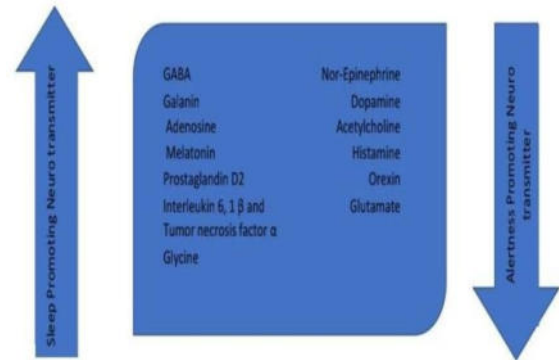 Sleep Promoting Neuro transmitter
GABA
Galanin
Adenosine
Melatonin
Prostaglandin D2
Interleukin 6, 1 β and
Tumor necrosis factor α
Glycine
Nor-Epinephrine
Dopamine
Acetylcholine
Histamine
Orexin
Glutamate
Alertness Promoting Neuro
transmitter